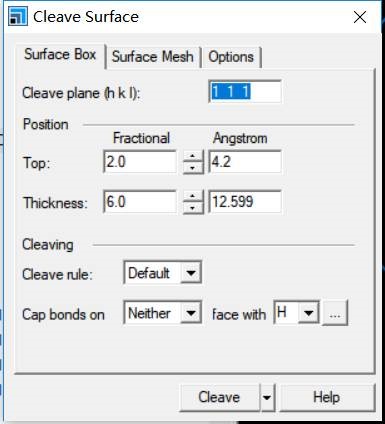 Cleave Surface
Surface Box Surface Mesh Options
Cleave plane (h k l): 1 1 1
Position
Fractional Angstrom
Top: 2.0 4.2
Thickness: 6.0 12.599
Cleaving
Cleave rule: Default
Cap bonds on Neither face with H ...
Cleave Help